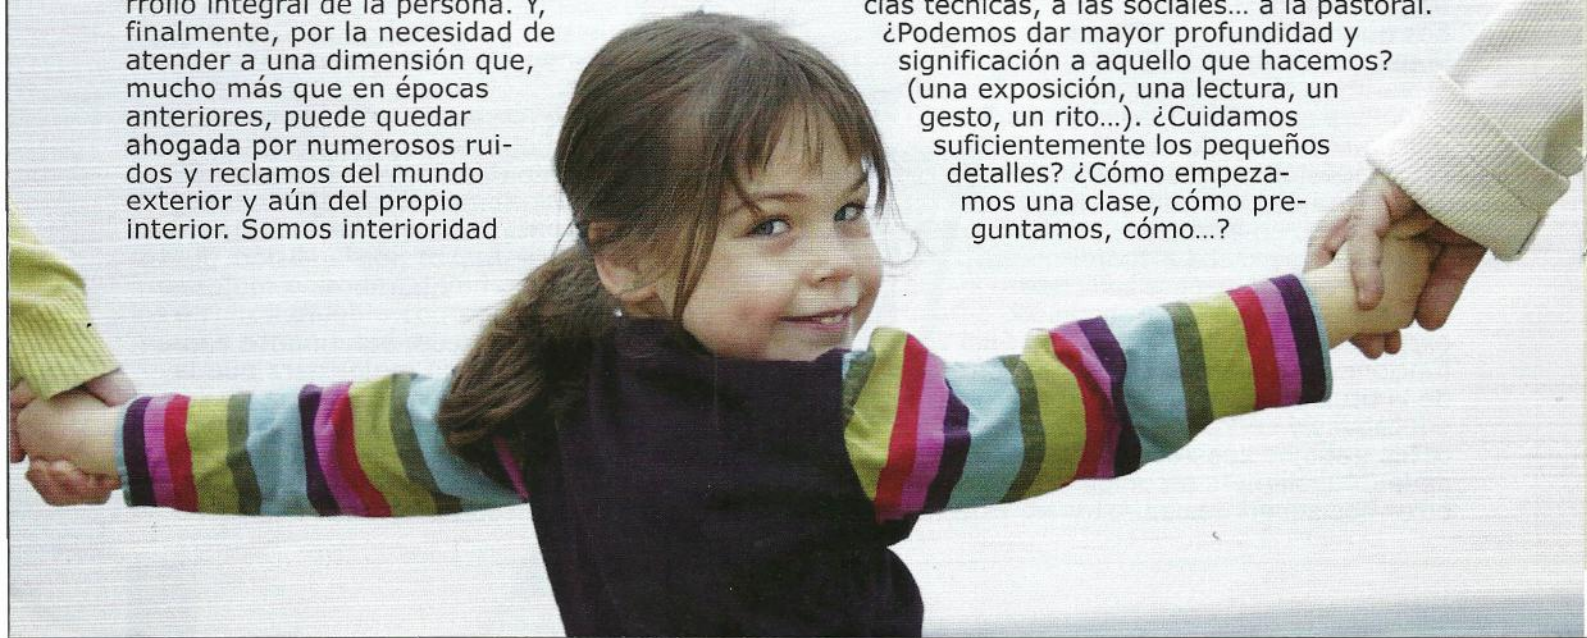 rrollo integral de la persona. Y,
finalmente, por la necesidad de
atender a una dimensión que,
mucho más que en épocas
anteriores, puede quedar
ahogada por numerosos rui-
dos y reclamos del mundo
exterior y aún del propio
interior. Somos interioridad
cias técnicas, a las sociales... a la pastoral.
¿Podemos dar mayor profundidad y
significación a aquello que hacemos?
(una exposición, una lectura, un
gesto, un rito...). ¿Cuidamos
suficientemente los pequeños
detalles? ¿Cómo empeza-
mos una clase, cómo pre-
guntamos, cómo...?